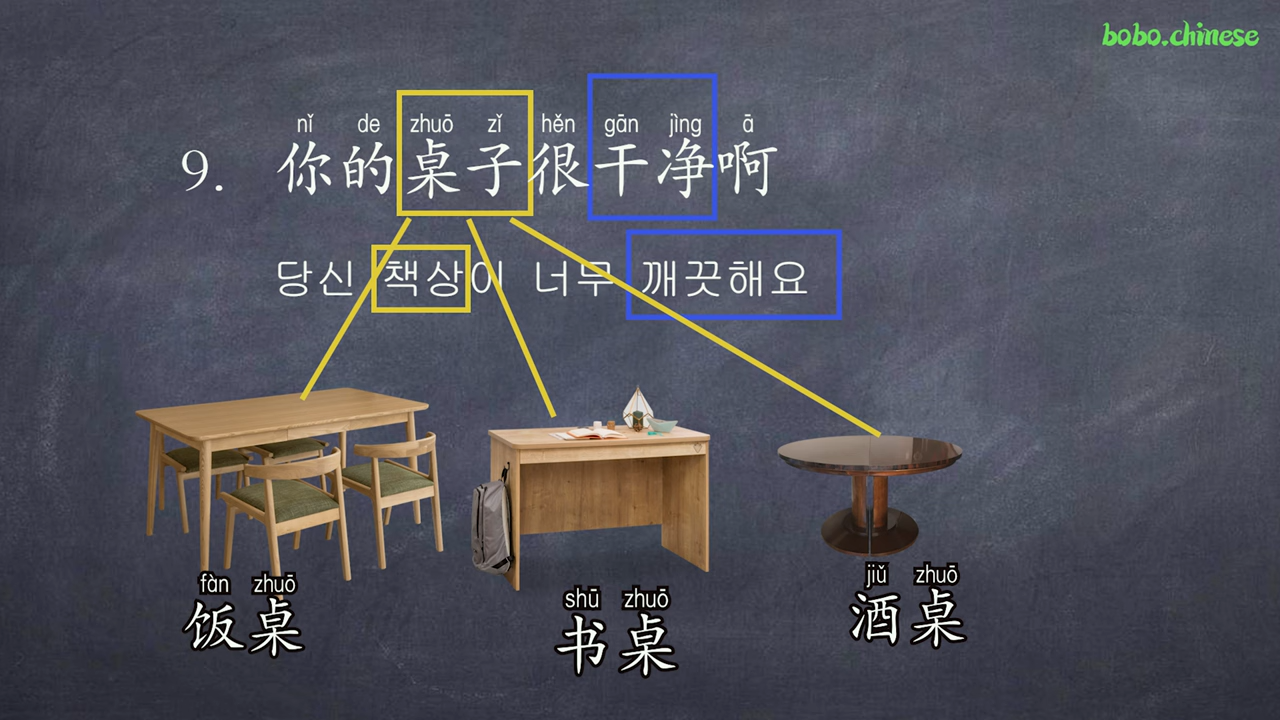 bobo.chinese
nǐ de zhuō zǐ hěn gān jìng ā
9. 你的桌子很干净啊
당신 책상이 너무 깨끗해요
fàn zhuō
饭桌
shū zhuō
书桌
jiǔ zhuō
酒桌